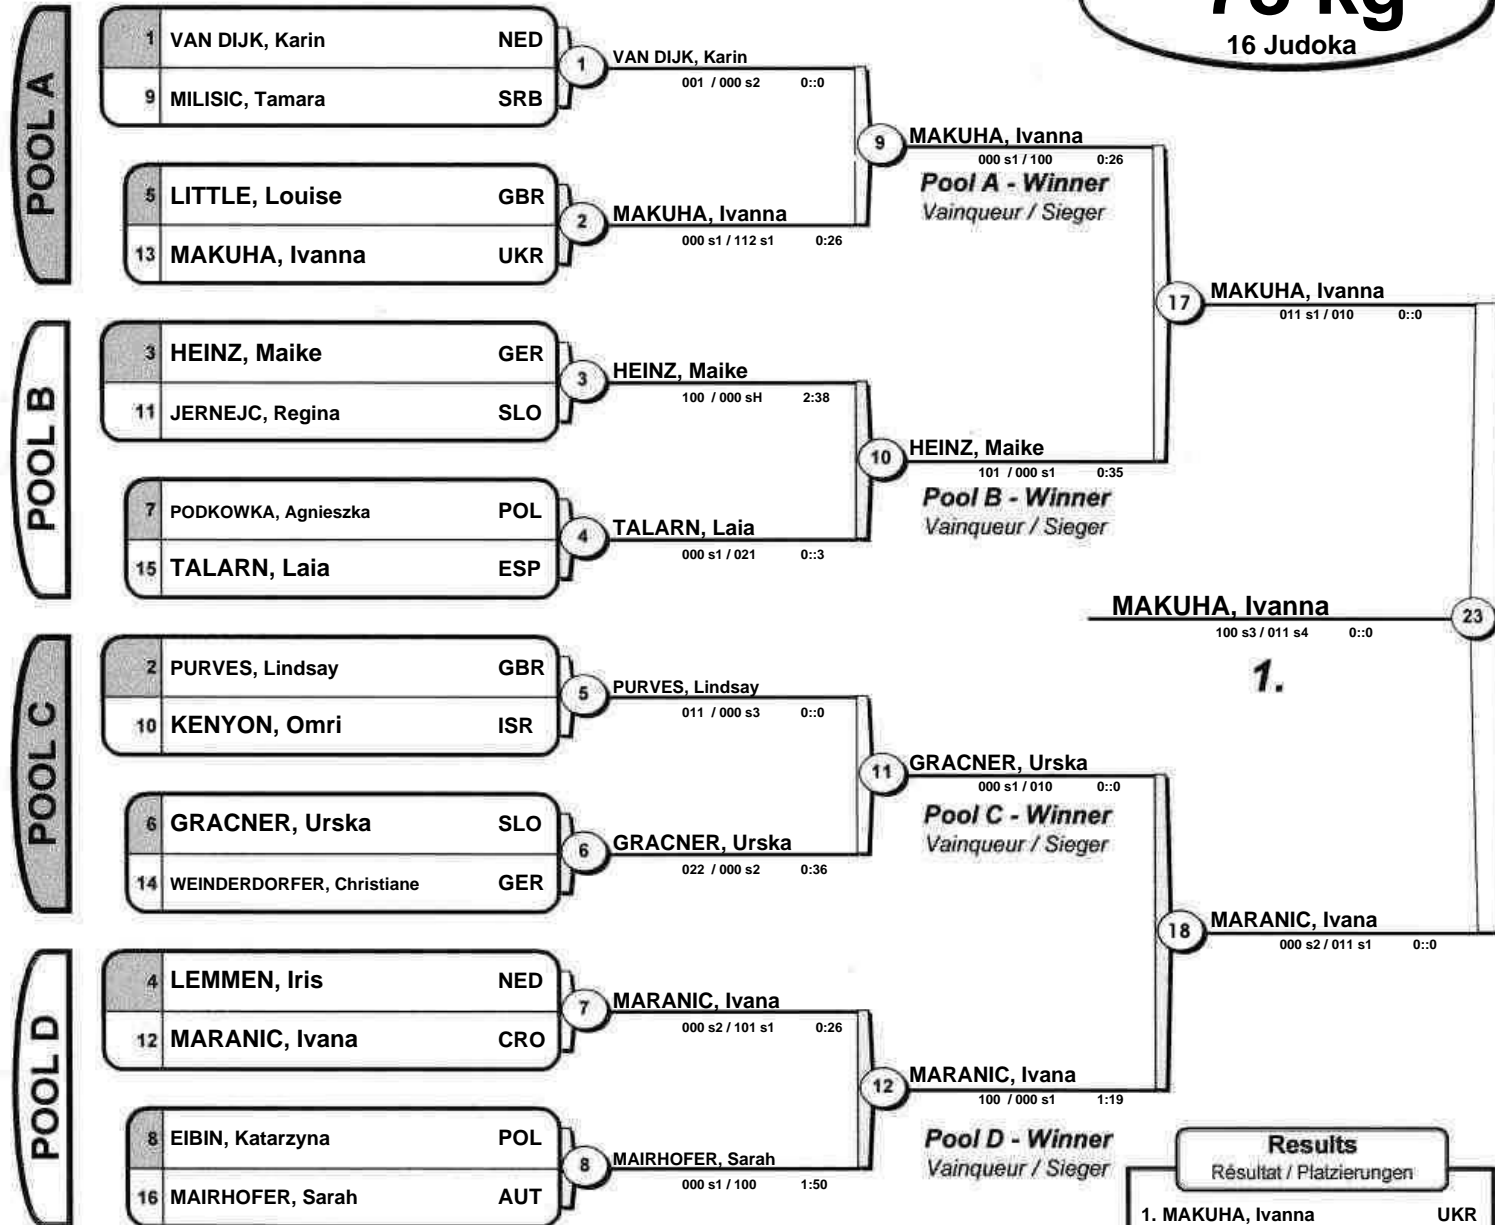 78 kg
16 Judoka
POOL A
1 VAN DIJK, Karin NED
9 MILISIC, Tamara SRB
1
VAN DIJK, Karin
001 / 000 s2 0::0
5 LITTLE, Louise GBR
13 MAKUHA, Ivanna UKR
2
MAKUHA, Ivanna
000 s1 / 112 s1 0:26
9
MAKUHA, Ivanna
000 s1 / 100 0:26
Pool A - Winner
Vainqueur / Sieger
POOL B
3 HEINZ, Maike GER
11 JERNEJC, Regina SLO
3
HEINZ, Maike
100 / 000 sH 2:38
7 PODKOWKA, Agnieszka POL
15 TALARN, Laia ESP
4
TALARN, Laia
000 s1 / 021 0::3
10
HEINZ, Maike
101 / 000 s1 0:35
Pool B - Winner
Vainqueur / Sieger
17
MAKUHA, Ivanna
011 s1 / 010 0::0
POOL C
2 PURVES, Lindsay GBR
10 KENYON, Omri ISR
5
PURVES, Lindsay
011 / 000 s3 0::0
6 GRACNER, Urska SLO
14 WEINDERDORFER, Christiane GER
6
GRACNER, Urska
022 / 000 s2 0:36
11
GRACNER, Urska
000 s1 / 010 0::0
Pool C - Winner
Vainqueur / Sieger
POOL D
4 LEMMEN, Iris NED
12 MARANIC, Ivana CRO
7
MARANIC, Ivana
000 s2 / 101 s1 0:26
8 EIBIN, Katarzyna POL
16 MAIRHOFER, Sarah AUT
8
MAIRHOFER, Sarah
000 s1 / 100 1:50
12
MARANIC, Ivana
100 / 000 s1 1:19
Pool D - Winner
Vainqueur / Sieger
18
MARANIC, Ivana
000 s2 / 011 s1 0::0
MAKUHA, Ivanna
100 s3 / 011 s4 0::0
23
1.
Results
Résultat / Platzierungen
1. MAKUHA, Ivanna UKR